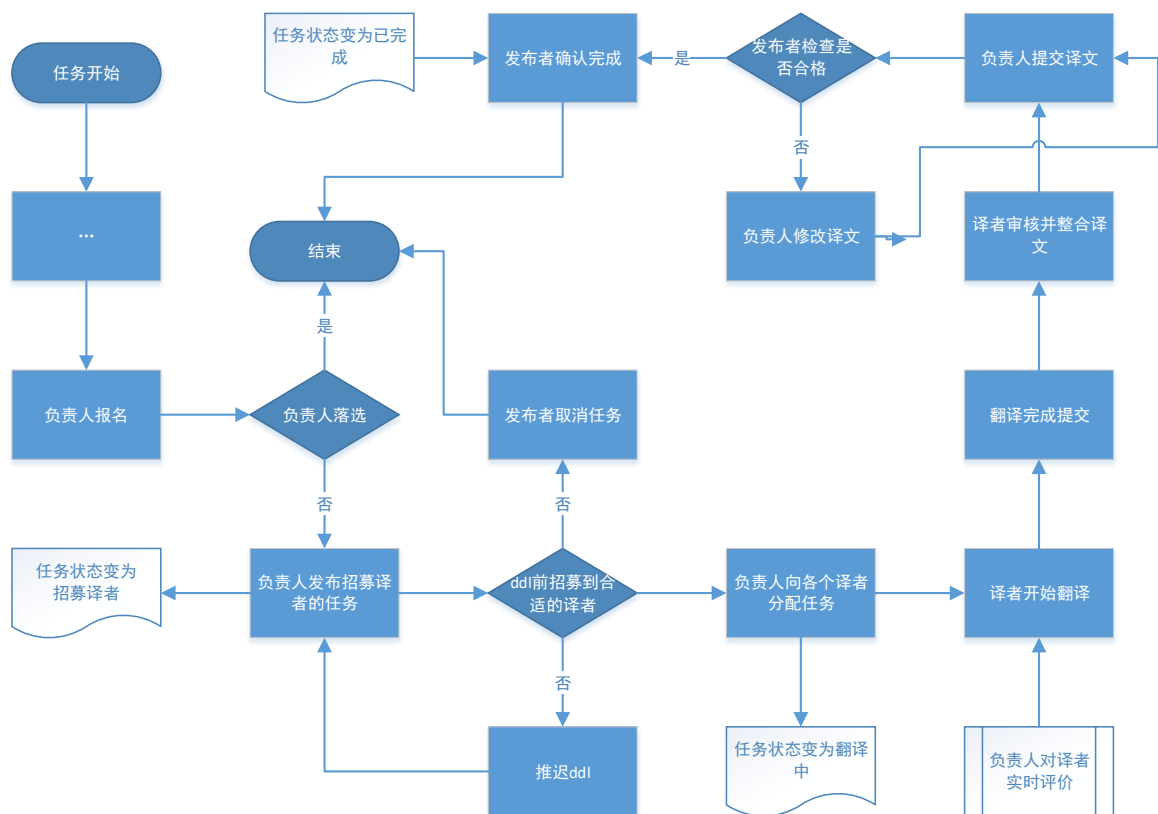 任务状态变为已完
成
发布者确认完成
是
发布者检查是
否合格
负责人提交译文
任务开始
否
...
结束
负责人修改译文
译者审核并整合译
文
是
负责人报名
负责人落选
发布者取消任务
翻译完成提交
否
否
任务状态变为
招募译者
负责人发布招募译
者的任务
ddl前招募到合
适的译者
负责人向各个译者
分配任务
译者开始翻译
否
推迟ddl
任务状态变为翻译
中
负责人对译者
实时评价